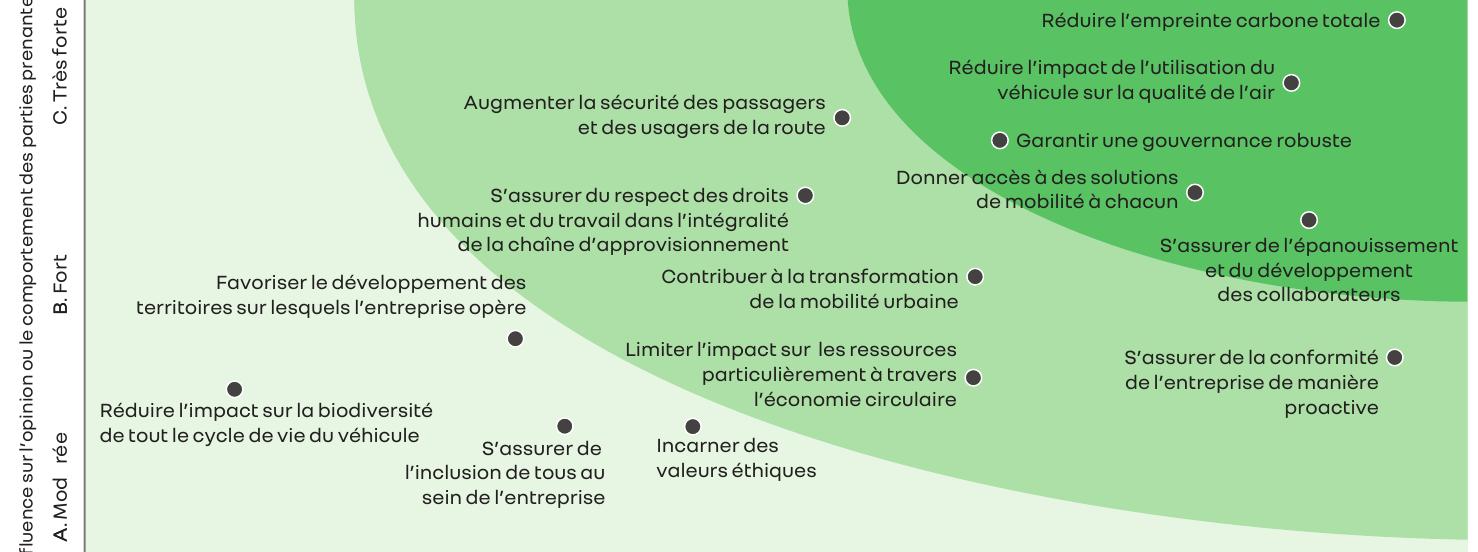 fluence sur l'opinion ou le comportement des parties prenante
C. Très forte
B. Fort
A. Mod rée
Réduire l'empreinte carbone totale
Réduire l'impact de l'utilisation du
véhicule sur la qualité de l'air
Augmenter la sécurité des passagers
et des usagers de la route
Garantir une gouvernance robuste
Donner accès à des solutions
de mobilité à chacun
S'assurer du respect des droits
humains et du travail dans l'intégralité
de la chaîne d'approvisionnement
S'assurer de l'épanouissement
et du développement
des collaborateurs
Favoriser le développement des
territoires sur lesquels l'entreprise opère
Contribuer à la transformation
de la mobilité urbaine
Limiter l'impact sur les ressources
particulièrement à travers
l'économie circulaire
S'assurer de la conformité
de l'entreprise de manière
proactive
Réduire l'impact sur la biodiversité
de tout le cycle de vie du véhicule
S'assurer de
l'inclusion de tous au
sein de l'entreprise
Incarner des
valeurs éthiques